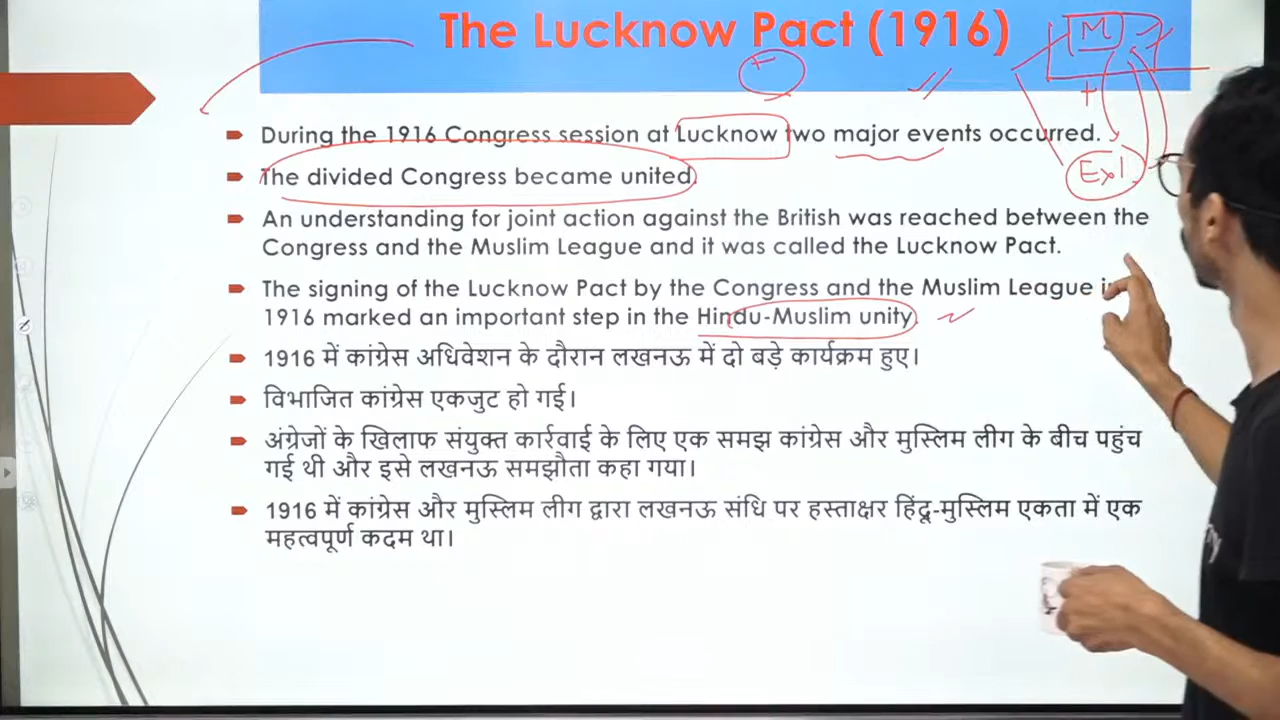 The Lucknow Pact (1916)
M
+
Ext
During the 1916 Congress session at Lucknow two major events occurred.
The divided Congress became united.
An understanding for joint action against the British was reached between the
Congress and the Muslim League and it was called the Lucknow Pact.
The signing of the Lucknow Pact by the Congress and the Muslim League in
1916 marked an important step in the Hindu-Muslim unity.
1916 में कांग्रेस अधिवेशन के दौरान लखनऊ में दो बड़े कार्यक्रम हुए।
विभाजित कांग्रेस एकजुट हो गई।
अंग्रेजों के खिलाफ संयुक्त कार्रवाई के लिए एक समझ कांग्रेस और मुस्लिम लीग के बीच पहुंच
गई थी और इसे लखनऊ समझौता कहा गया।
1916 में कांग्रेस और मुस्लिम लीग द्वारा लखनऊ संधि पर हस्ताक्षर हिंदू-मुस्लिम एकता में एक
महत्वपूर्ण कदम था।